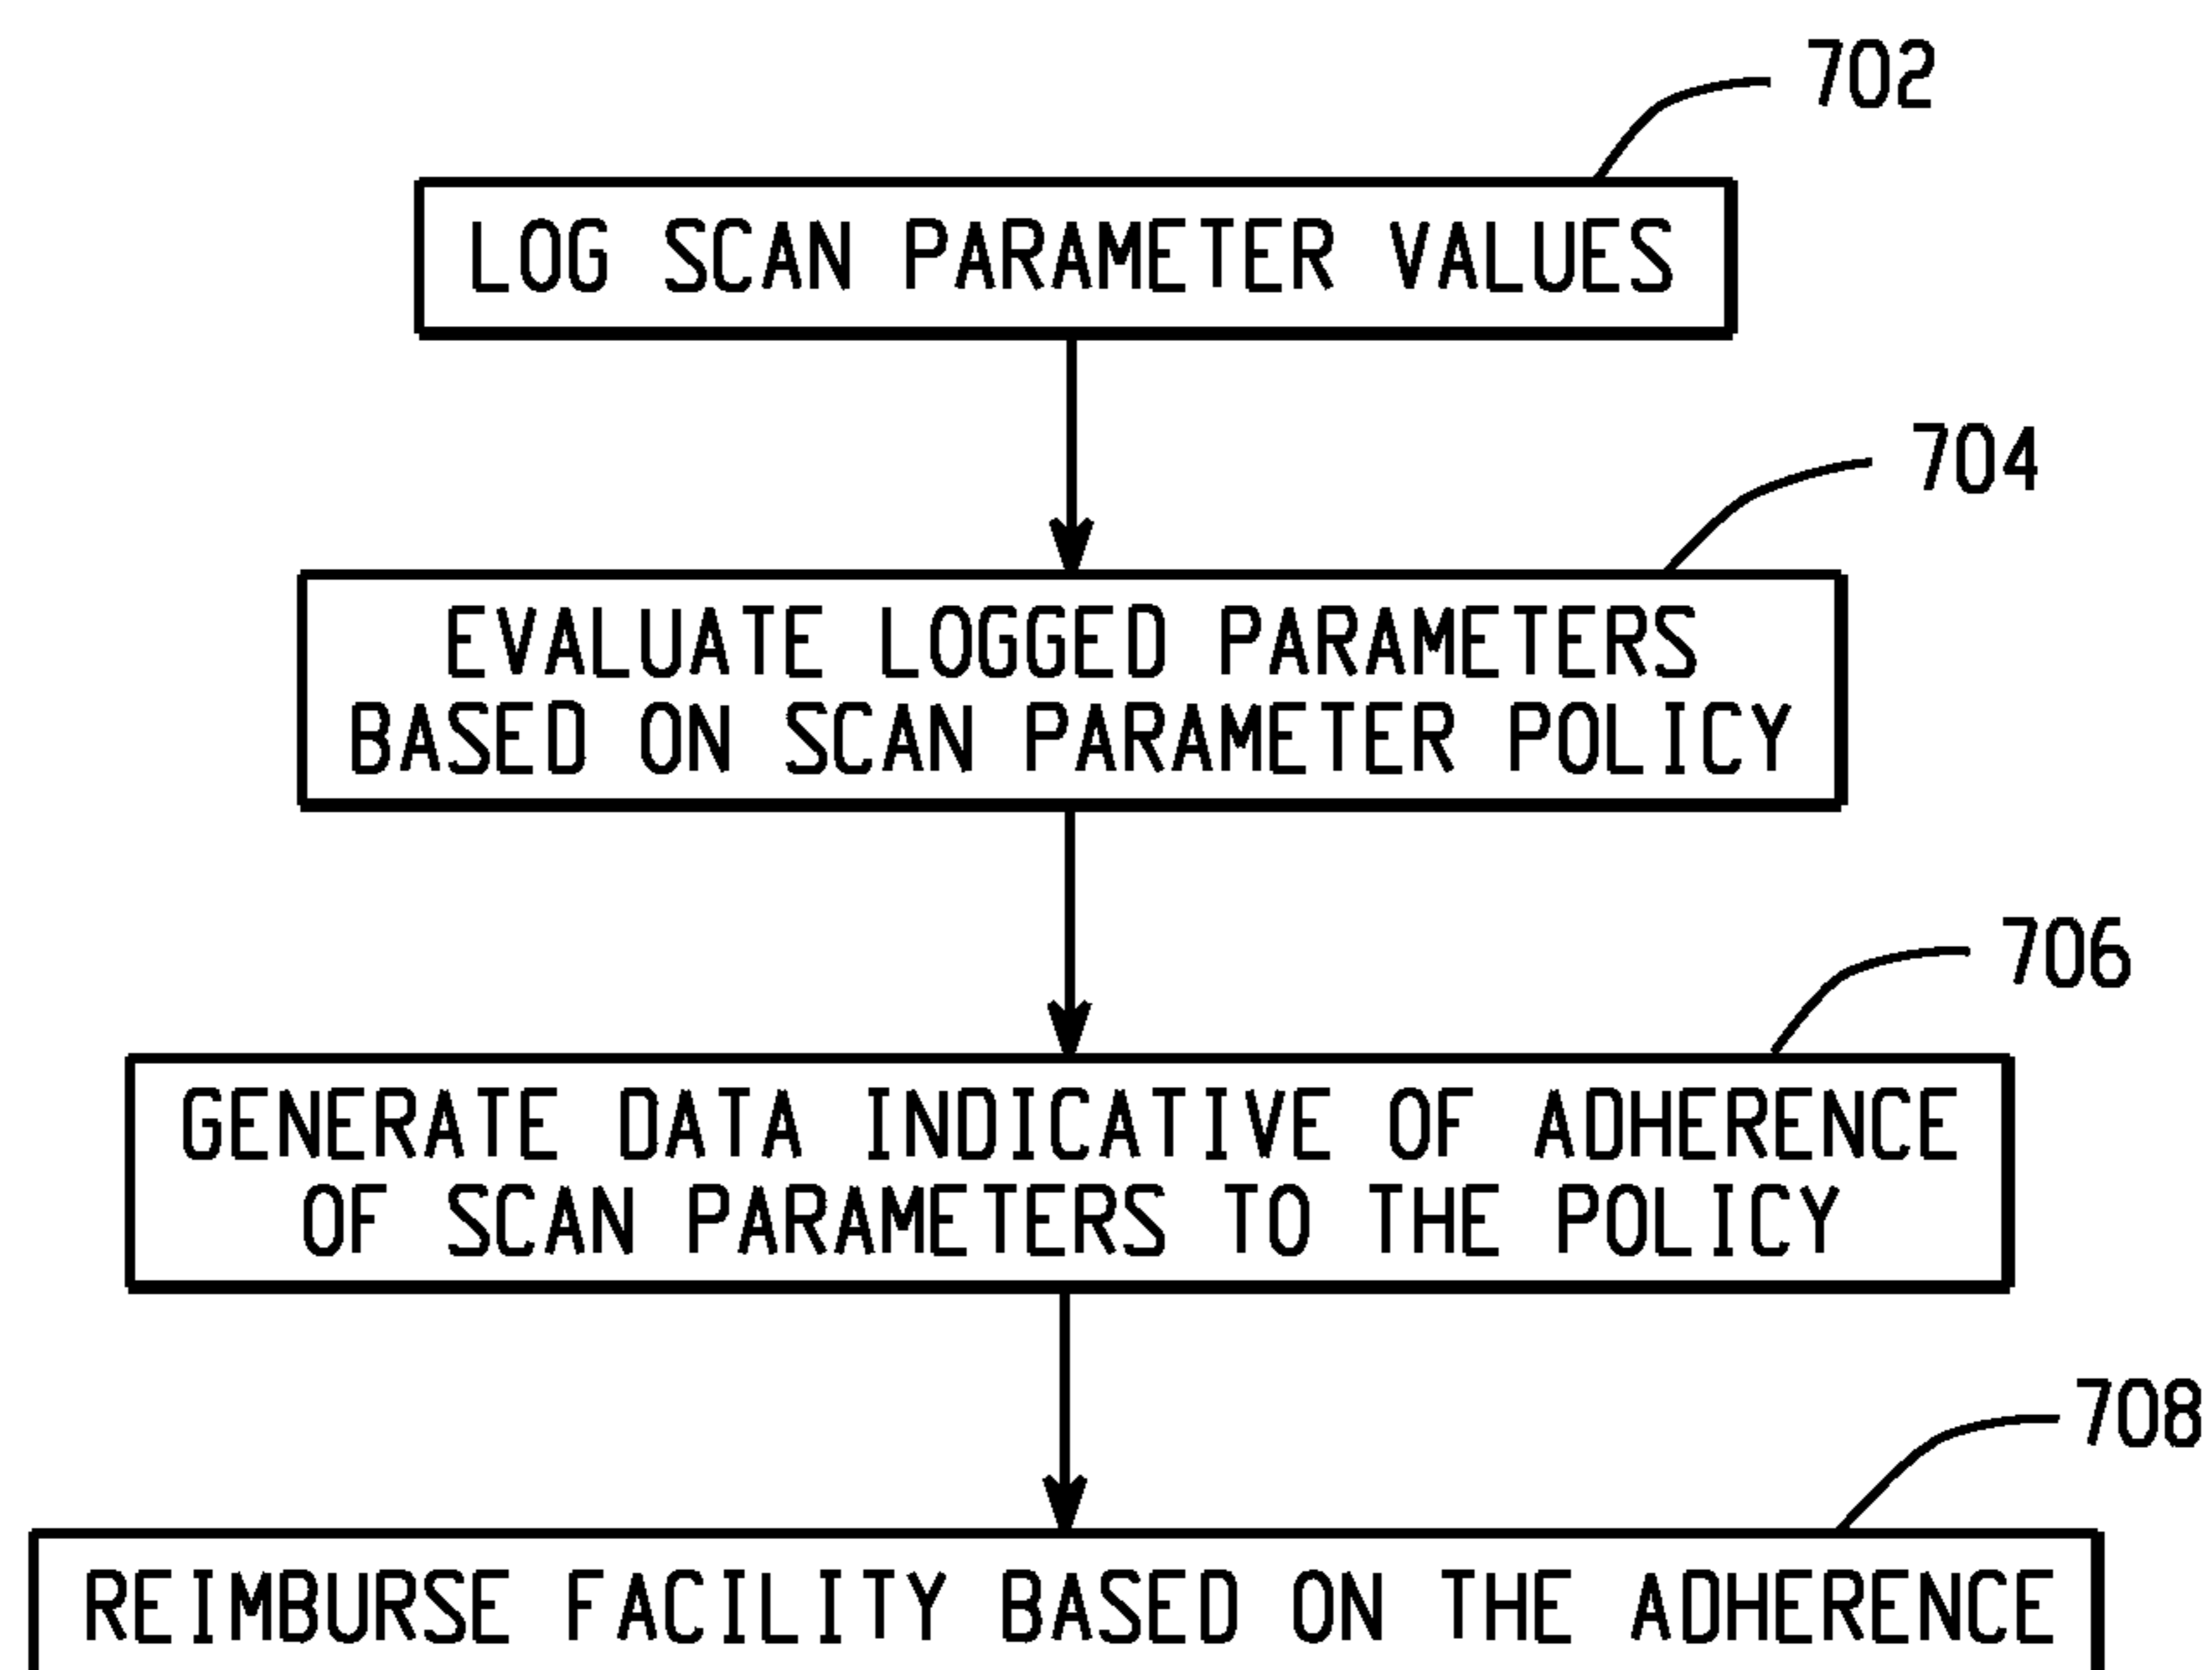 702
LOG SCAN PARAMETER VALUES
704
EVALUATE LOGGED PARAMETERS
BASED ON SCAN PARAMETER POLICY
706
GENERATE DATA INDICATIVE OF ADHERENCE
OF SCAN PARAMETERS TO THE POLICY
708
REIMBURSE FACILITY BASED ON THE ADHERENCE